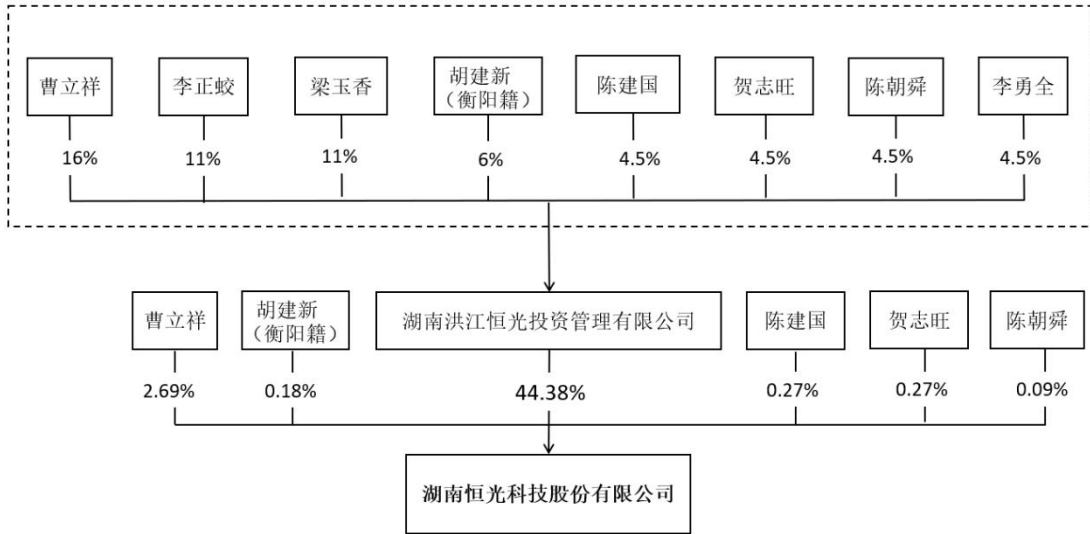 曹立祥
李正蛟
梁玉香
胡建新
（衡阳籍）
陈建国
贺志旺
陈朝舜
李勇全
16%
11%
11%
6%
4.5%
4.5%
4.5%
4.5%
曹立祥
胡建新
（衡阳籍）
湖南洪江恒光投资管理有限公司
陈建国
贺志旺
陈朝舜
2.69%
0.18%
44.38%
0.27%
0.27%
0.09%
湖南恒光科技股份有限公司